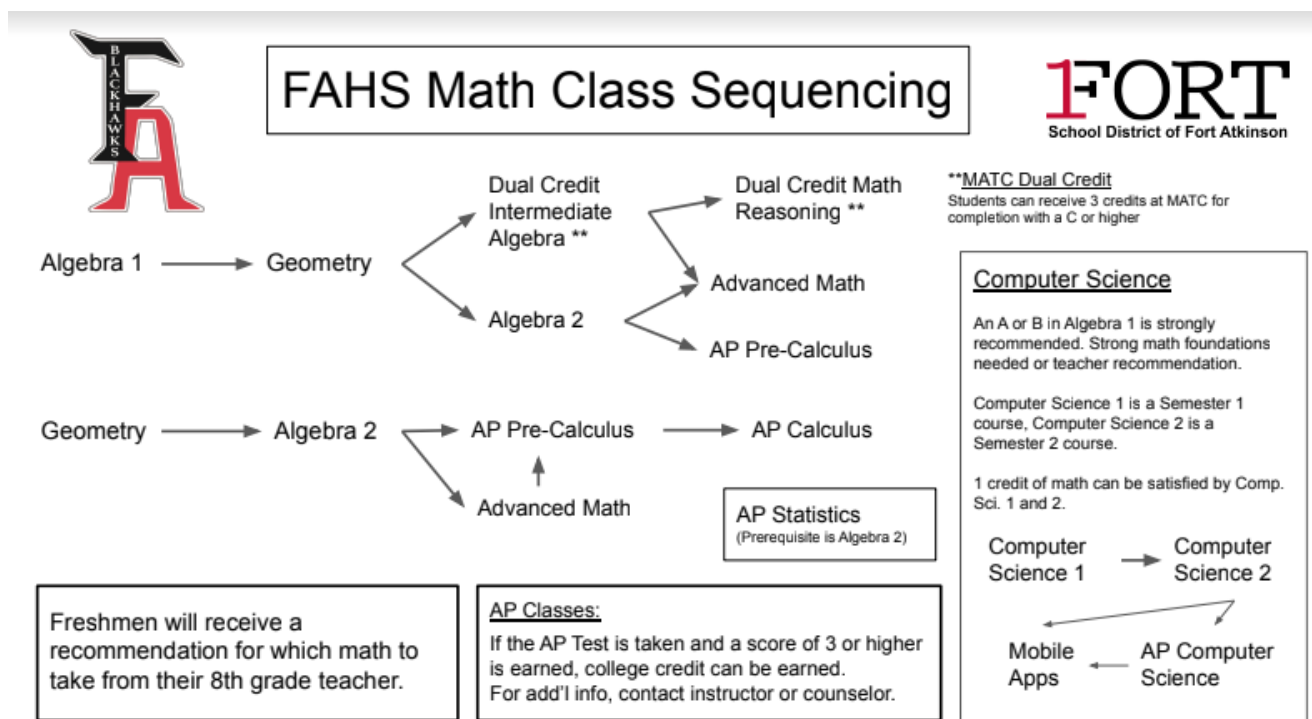 BLACKHAWKS
FA
FAHS Math Class Sequencing
1FORT
School District of Fort Atkinson
Algebra 1
Geometry
Dual Credit
Intermediate
Algebra **
Algebra 2
Dual Credit Math
Reasoning **
Advanced Math
AP Pre-Calculus
Geometry
Algebra 2
AP Pre-Calculus
AP Calculus
Advanced Math
AP Statistics
(Prerequisite is Algebra 2)
**MATC Dual Credit
Students can receive 3 credits at MATC for
completion with a C or higher
Computer Science
An A or B in Algebra 1 is strongly
recommended. Strong math foundations
needed or teacher recommendation.
Computer Science 1 is a Semester 1
course, Computer Science 2 is a
Semester 2 course.
1 credit of math can be satisfied by Comp.
Sci. 1 and 2.
Computer
Science 1
Computer
Science 2
Mobile
Apps
AP Computer
Science
Freshmen will receive a
recommendation for which math to
take from their 8th grade teacher.
AP Classes:
If the AP Test is taken and a score of 3 or higher
is earned, college credit can be earned.
For add'l info, contact instructor or counselor.